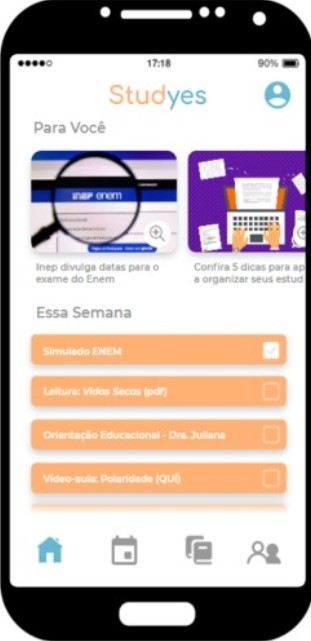 17:18
90%
Studyes
Para Você
inep enem
Inep divulga datas para o
exame do Enem
Confira 5 dicas para ap
a organizar seus estud
Essa Semana
Simulado ENEM
Leitura: Vidas Secas (pdf)
Orientação Educacional - Dra. Juliana
Vídeo-aula: Polaridade (QUÍ)